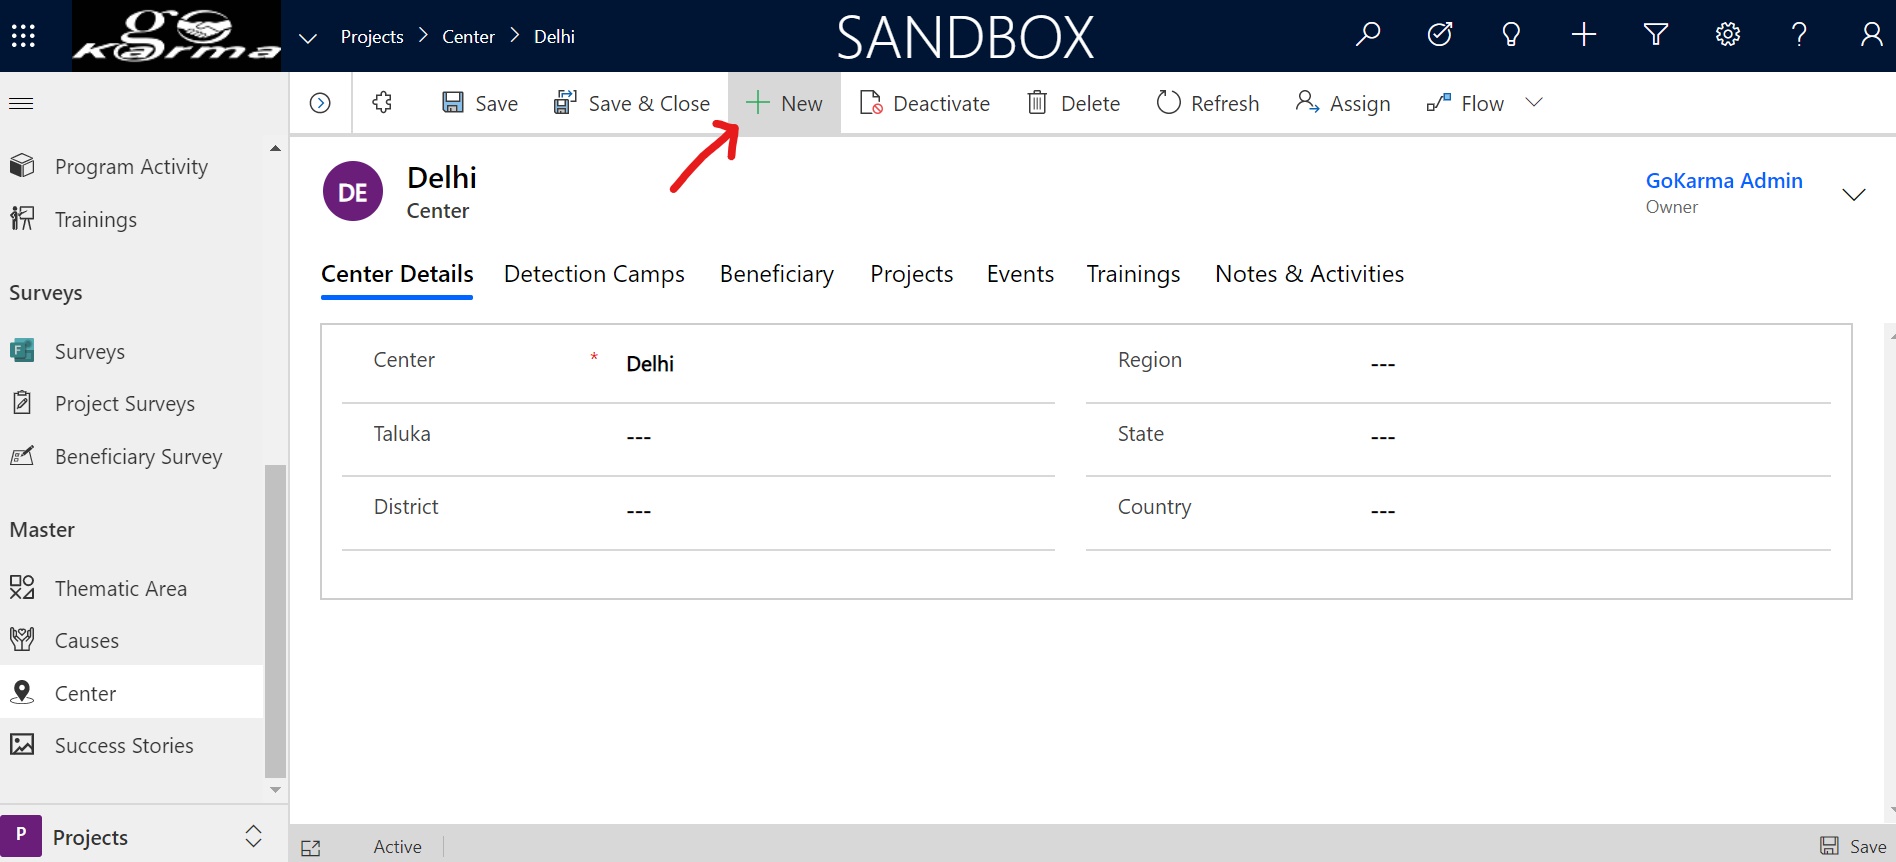 go karma
Projects > Center > Delhi
SANDBOX
Save
Save & Close
New
Deactivate
Delete
Refresh
Assign
Flow
Program Activity
Trainings
Surveys
Surveys
Project Surveys
Beneficiary Survey
Master
Thematic Area
Causes
Center
Success Stories
P
Projects
DE
Delhi
Center
GoKarma Admin
Owner
Center Details
Detection Camps
Beneficiary
Projects
Events
Trainings
Notes & Activities
Center * Delhi
Region ---
Taluka ---
State ---
District ---
Country ---
Active
Save